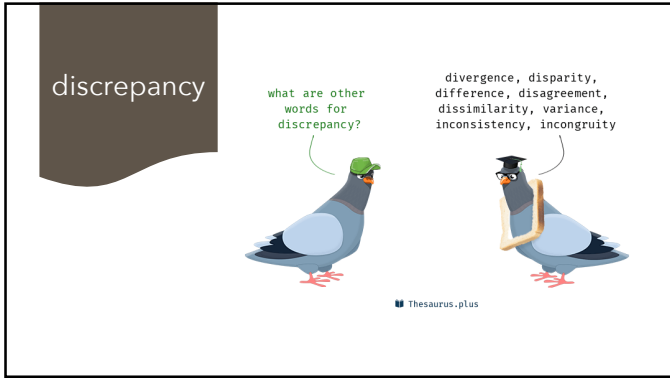 discrepancy
what are other
words for
discrepancy?
divergence, disparity,
difference, disagreement,
dissimilarity, variance,
inconsistency, incongruity
Thesaurus.plus